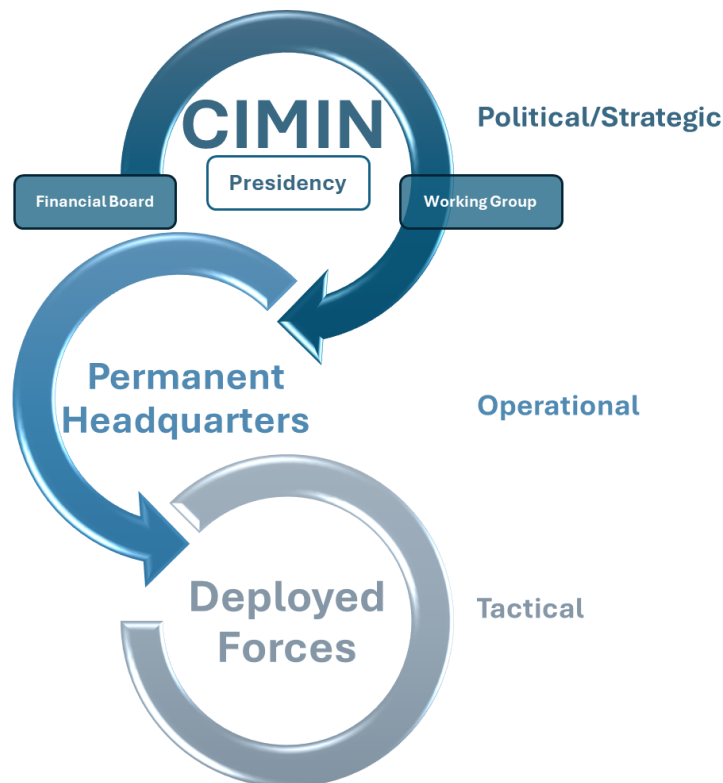 CIMIN
Political/Strategic
Presidency
Financial Board
Working Group
Permanent
Headquarters
Operational
Deployed
Forces
Tactical